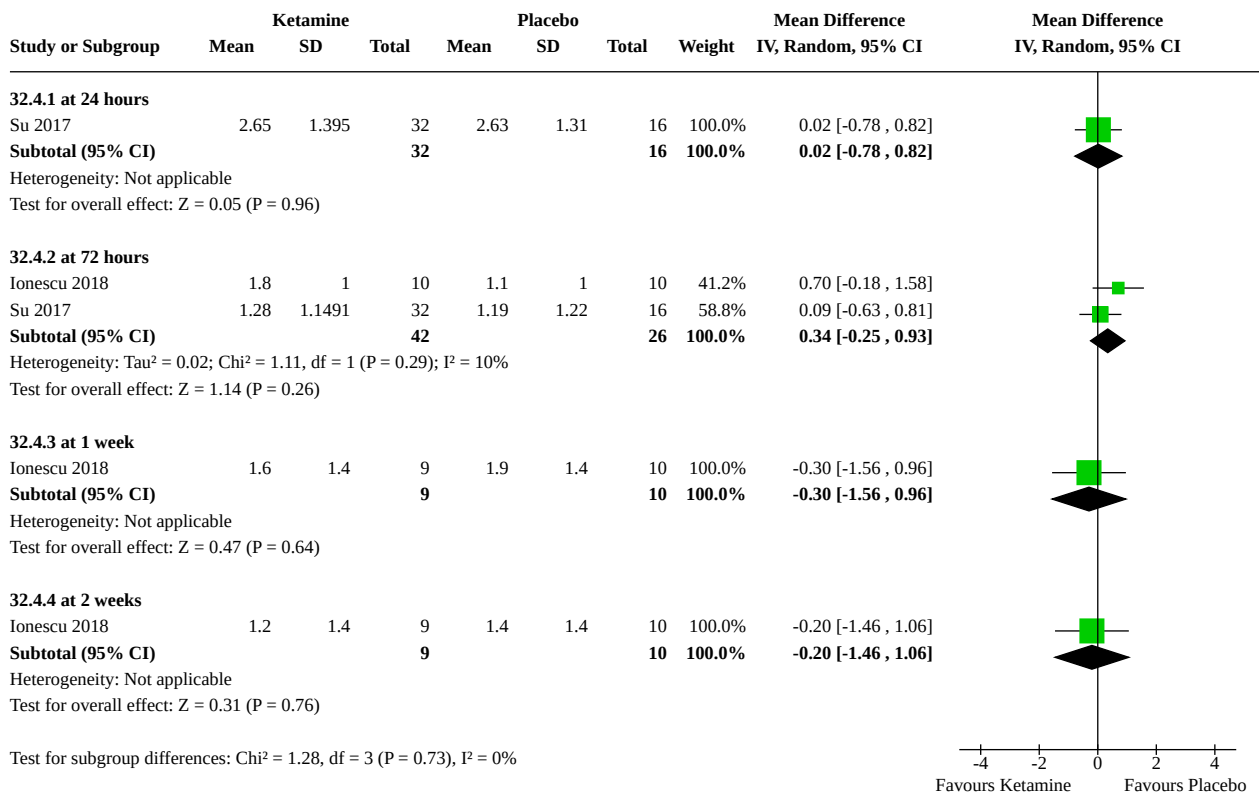 Ketamine Placebo Mean Difference Mean Difference
Study or Subgroup Mean SD Total Mean SD Total Weight IV, Random, 95% CI IV, Random, 95% CI
32.4.1 at 24 hours
Su 2017 2.65 1.395 32 2.63 1.31 16 100.0% 0.02 [-0.78 , 0.82]
Subtotal (95% CI) 32 16 100.0% 0.02 [-0.78 , 0.82]
Heterogeneity: Not applicable
Test for overall effect: Z = 0.05 (P = 0.96)
32.4.2 at 72 hours
Ionescu 2018 1.8 1 10 1.1 1 10 41.2% 0.70 [-0.18 , 1.58]
Su 2017 1.28 1.1491 32 1.19 1.22 16 58.8% 0.09 [-0.63 , 0.81]
Subtotal (95% CI) 42 26 100.0% 0.34 [-0.25 , 0.93]
Heterogeneity: Tau² = 0.02; Chi² = 1.11, df = 1 (P = 0.29); I² = 10%
Test for overall effect: Z = 1.14 (P = 0.26)
32.4.3 at 1 week
Ionescu 2018 1.6 1.4 9 1.9 1.4 10 100.0% -0.30 [-1.56 , 0.96]
Subtotal (95% CI) 9 10 100.0% -0.30 [-1.56 , 0.96]
Heterogeneity: Not applicable
Test for overall effect: Z = 0.47 (P = 0.64)
32.4.4 at 2 weeks
Ionescu 2018 1.2 1.4 9 1.4 1.4 10 100.0% -0.20 [-1.46 , 1.06]
Subtotal (95% CI) 9 10 100.0% -0.20 [-1.46 , 1.06]
Heterogeneity: Not applicable
Test for overall effect: Z = 0.31 (P = 0.76)
Test for subgroup differences: Chi² = 1.28, df = 3 (P = 0.73), I² = 0%
-4 -2 0 2 4
Favours Ketamine Favours Placebo